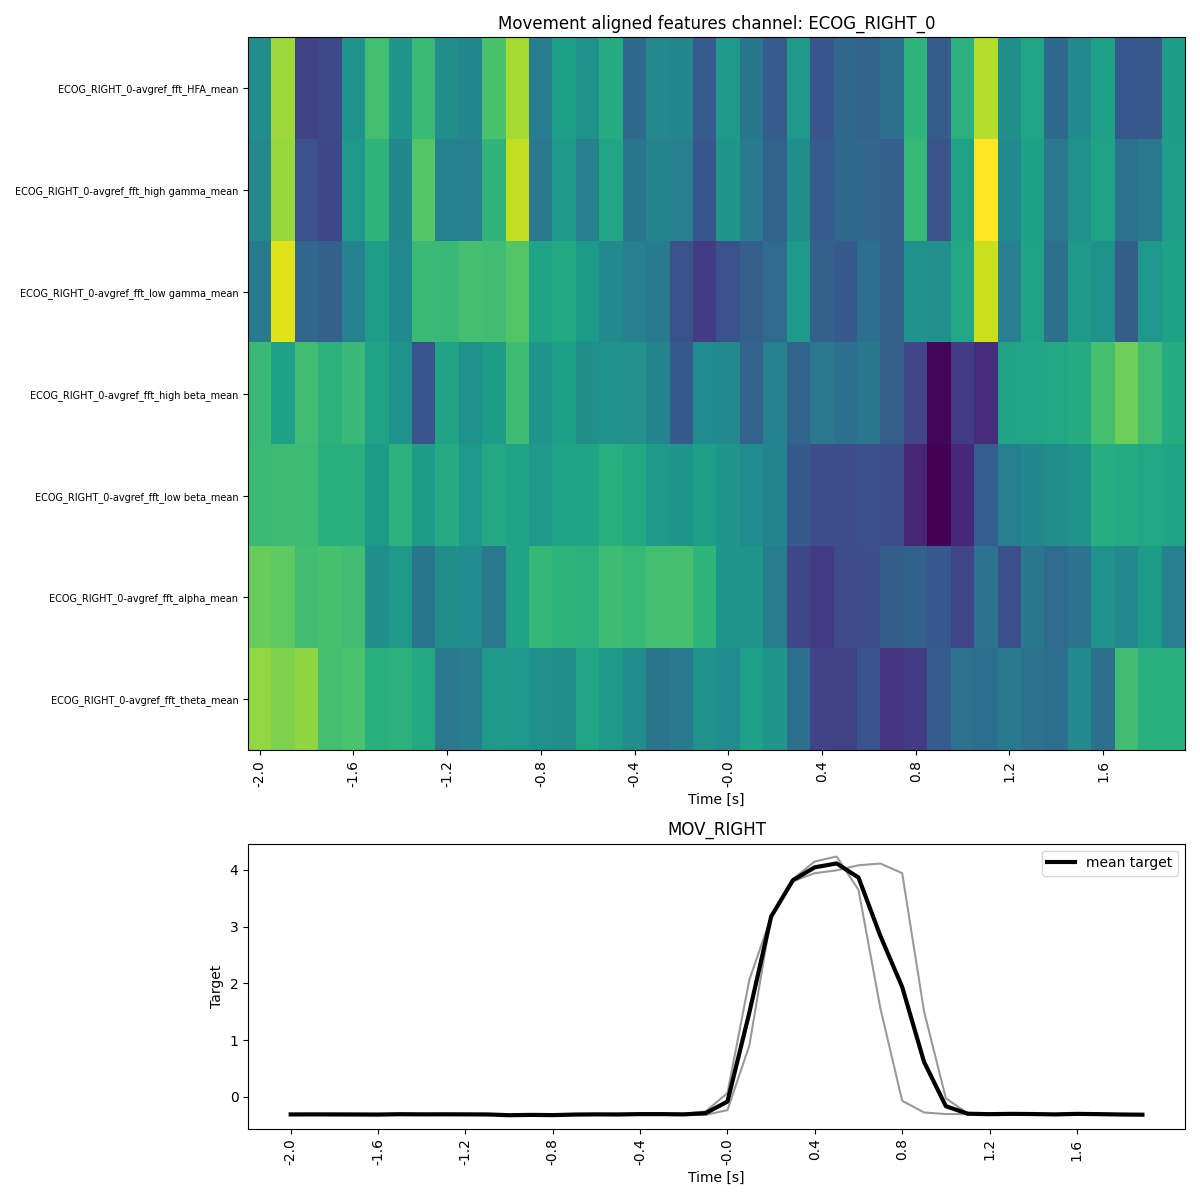 Movement aligned features channel: ECOG_RIGHT_0
ECOG_RIGHT_0-avgref_fft_HFA_mean
ECOG_RIGHT_0-avgref_fft_high gamma_mean
ECOG_RIGHT_0-avgref_fft_low gamma_mean
ECOG_RIGHT_0-avgref_fft_high beta_mean
ECOG_RIGHT_0-avgref_fft_low beta_mean
ECOG_RIGHT_0-avgref_fft_alpha_mean
ECOG_RIGHT_0-avgref_fft_theta_mean
-2.0 -1.6 -1.2 -0.8 -0.4 -0.0 0.4 0.8 1.2 1.6
Time [s]
MOV_RIGHT
mean target
Target
4
3
2
1
0
-2.0 -1.6 -1.2 -0.8 -0.4 -0.0 0.4 0.8 1.2 1.6
Time [s]